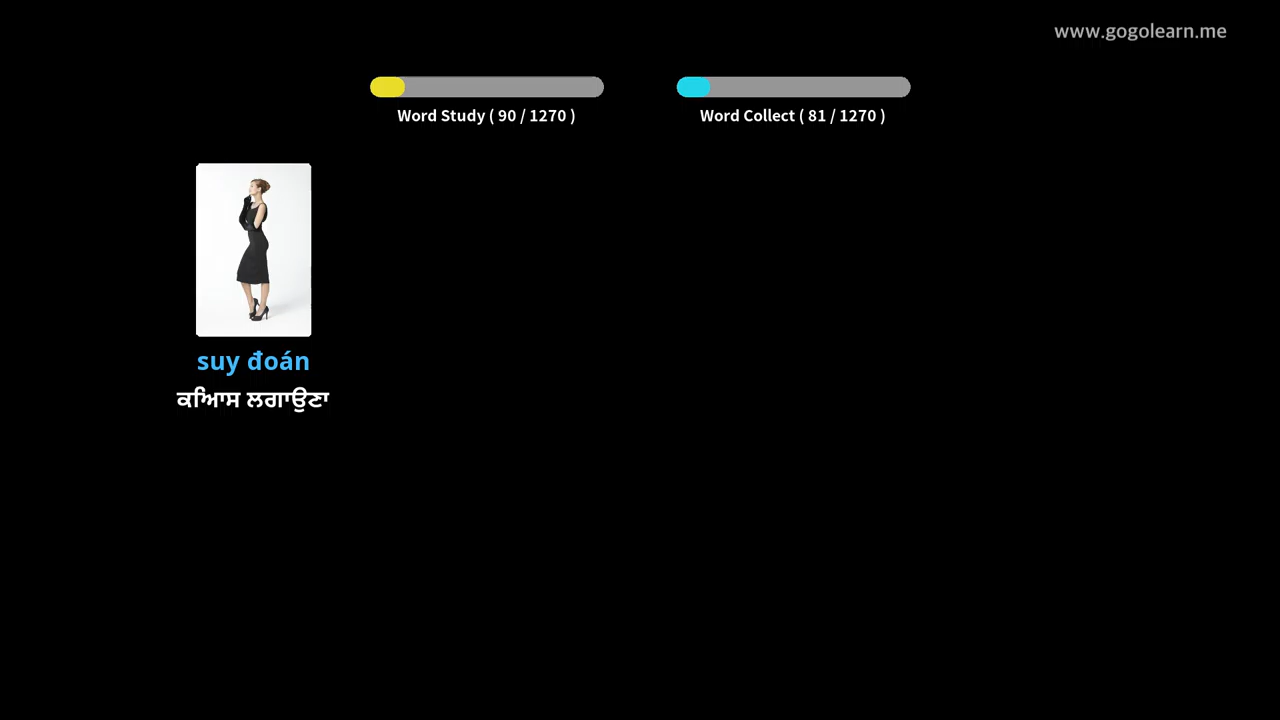 www.gogolearn.me
Word Study ( 90 / 1270 )
Word Collect ( 81 / 1270 )
suy đoán
ਕਿਆਸ ਲਗਾਉਣਾ